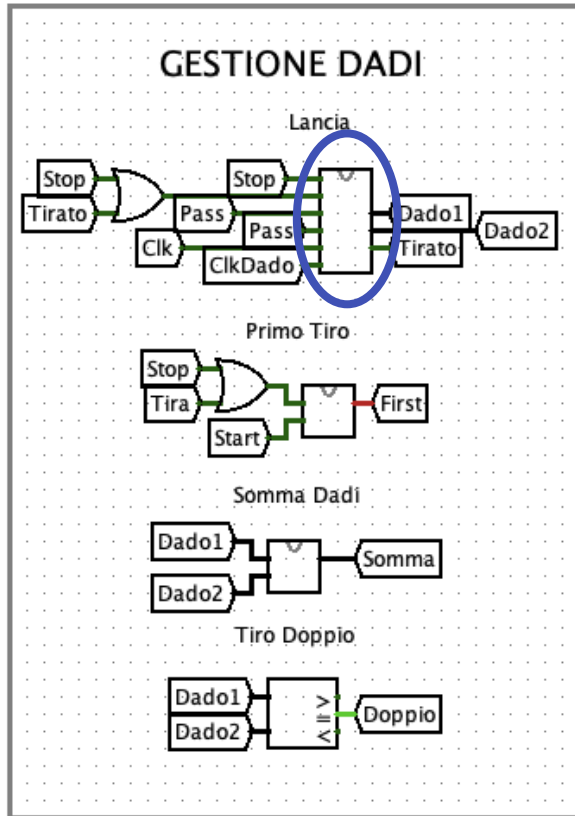 GESTIONE DADI
Lancia
Stop
Tirato
Stop
Pass
Pass
Clk
ClkDado
Dado1
Dado2
Tirato
Primo Tiro
Stop
Tira
Start
First
Somma Dadi
Dado1
Dado2
Somma
Tiro Doppio
Dado1
Dado2
>
=
<
Doppio